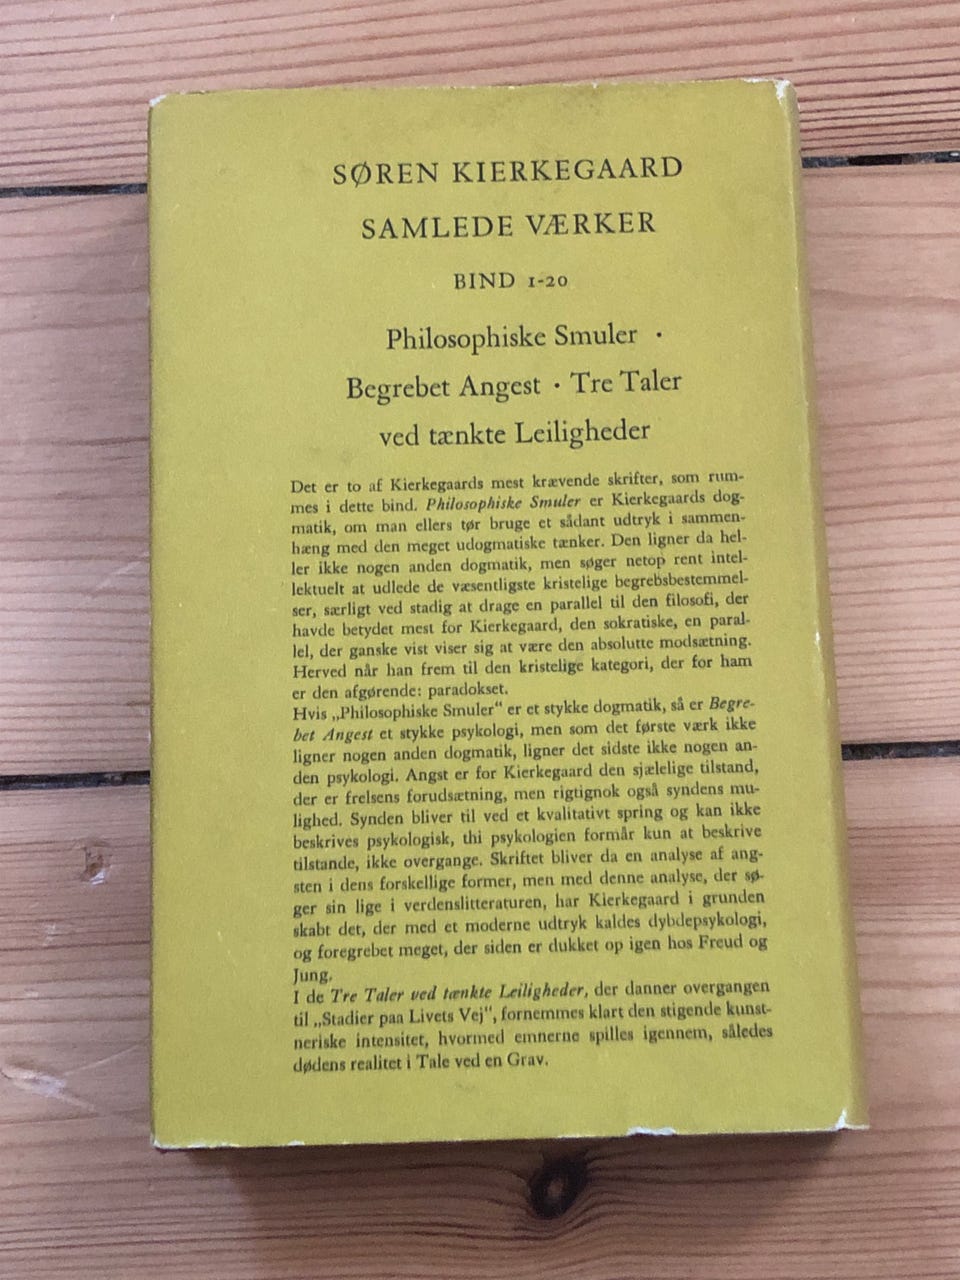 SØREN KIERKEGAARD
SAMLEDE VÆRKER
BIND 1-20
Philosophiske Smuler ·
Begrebet Angest · Tre Taler
ved tænkte Leiligheder
Det er to af Kierkegaards mest krævende skrifter, som rum-
mes i dette bind. Philosophiske Smuler er Kierkegaards dog-
matik, om man ellers tør bruge et sådant udtryk i sammen-
hæng med den meget udogmatiske tænker. Den ligner da hel-
ler ikke nogen anden dogmatik, men søger netop rent intel-
lektuelt at udlede de væsentligste kristelige begrebsbestemmel-
ser, særligt ved stadig at drage en parallel til den filosofi, der
havde betydet mest for Kierkegaard, den sokratiske, en paral-
lel, der ganske vist viser sig at være den absolutte modsætning.
Herved når han frem til den kristelige kategori, der for ham
er den afgørende: paradokset.
Hvis „Philosophiske Smuler“ er et stykke dogmatik, så er Begre-
bet Angest et stykke psykologi, men som det første værk ikke
ligner nogen anden dogmatik, ligner det sidste ikke nogen an-
den psykologi. Angst er for Kierkegaard den sjælelige tilstand,
der er frelsens forudsætning, men rigtignok også syndens mu-
lighed. Synden bliver til ved et kvalitativt spring og kan ikke
beskrives psykologisk, thi psykologien formår kun at beskrive
tilstande, ikke overgange. Skriftet bliver da en analyse af ang-
sten i dens forskellige former, men med denne analyse, der sø-
ger sin lige i verdenslitteraturen, har Kierkegaard i grunden
skabt det, der med et moderne udtryk kaldes dybdepsykologi,
og foregrebet meget, der siden er dukket op igen hos Freud og
Jung.
I de Tre Taler ved tænkte Leiligheder, der danner overgangen
til „Stadier paa Livets Vej“, fornemmes klart den stigende kunst-
neriske intensitet, hvormed emnerne spilles igennem, således
dødens realitet i Tale ved en Grav.